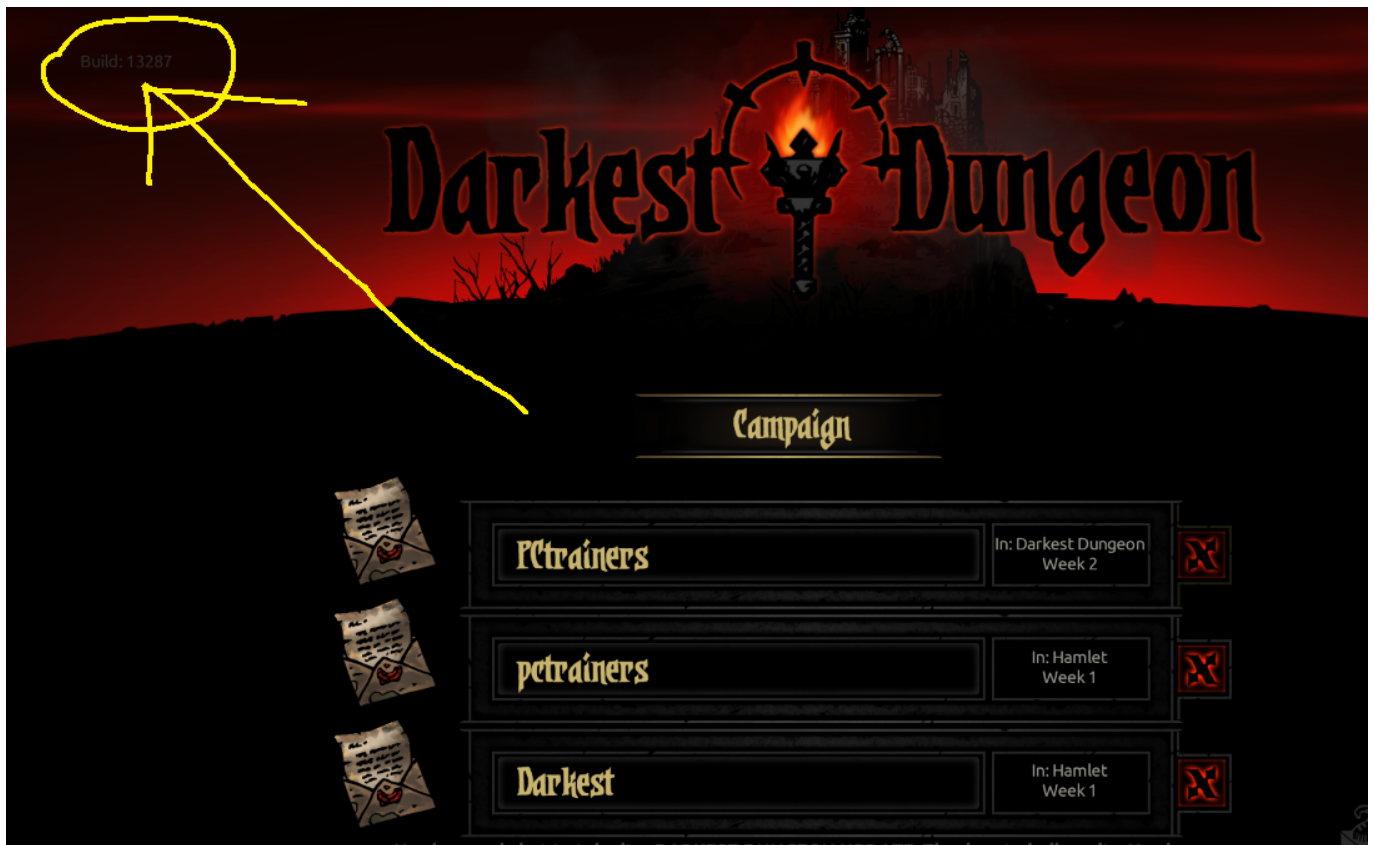 Build: 13287
Darkest Dungeon
Campaign
PCtrainers
In: Darkest Dungeon
Week 2
pctrainers
In: Hamlet
Week 1
Darkest
In: Hamlet
Week 1